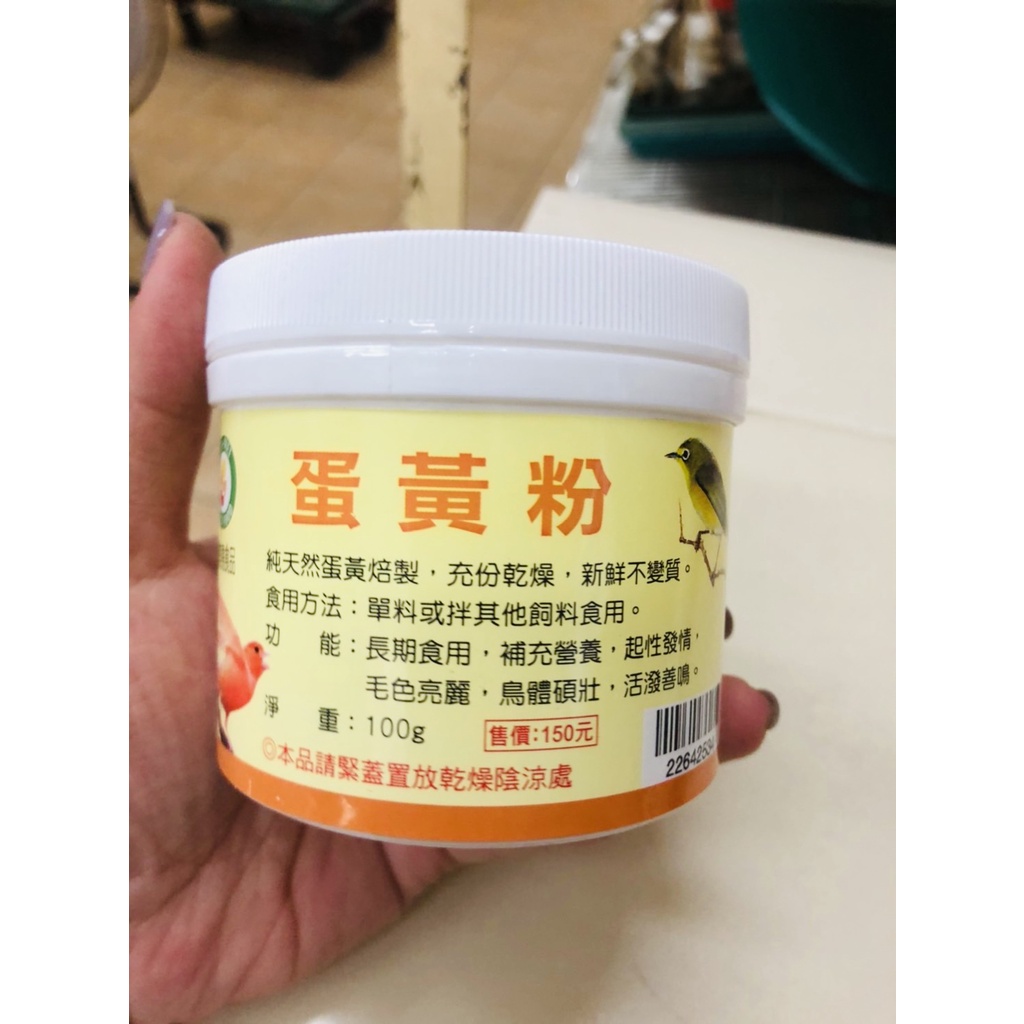 蛋黃粉
純天然蛋黃焙製，充份乾燥，新鮮不變質。
食用方法：單料或拌其他飼料食用。
功　能：長期食用，補充營養，起性發情，
毛色亮麗，鳥體碩壯，活潑善鳴。
淨　重：100g
售價:150元
◎本品請緊蓋置放乾燥陰涼處
食品
2264253